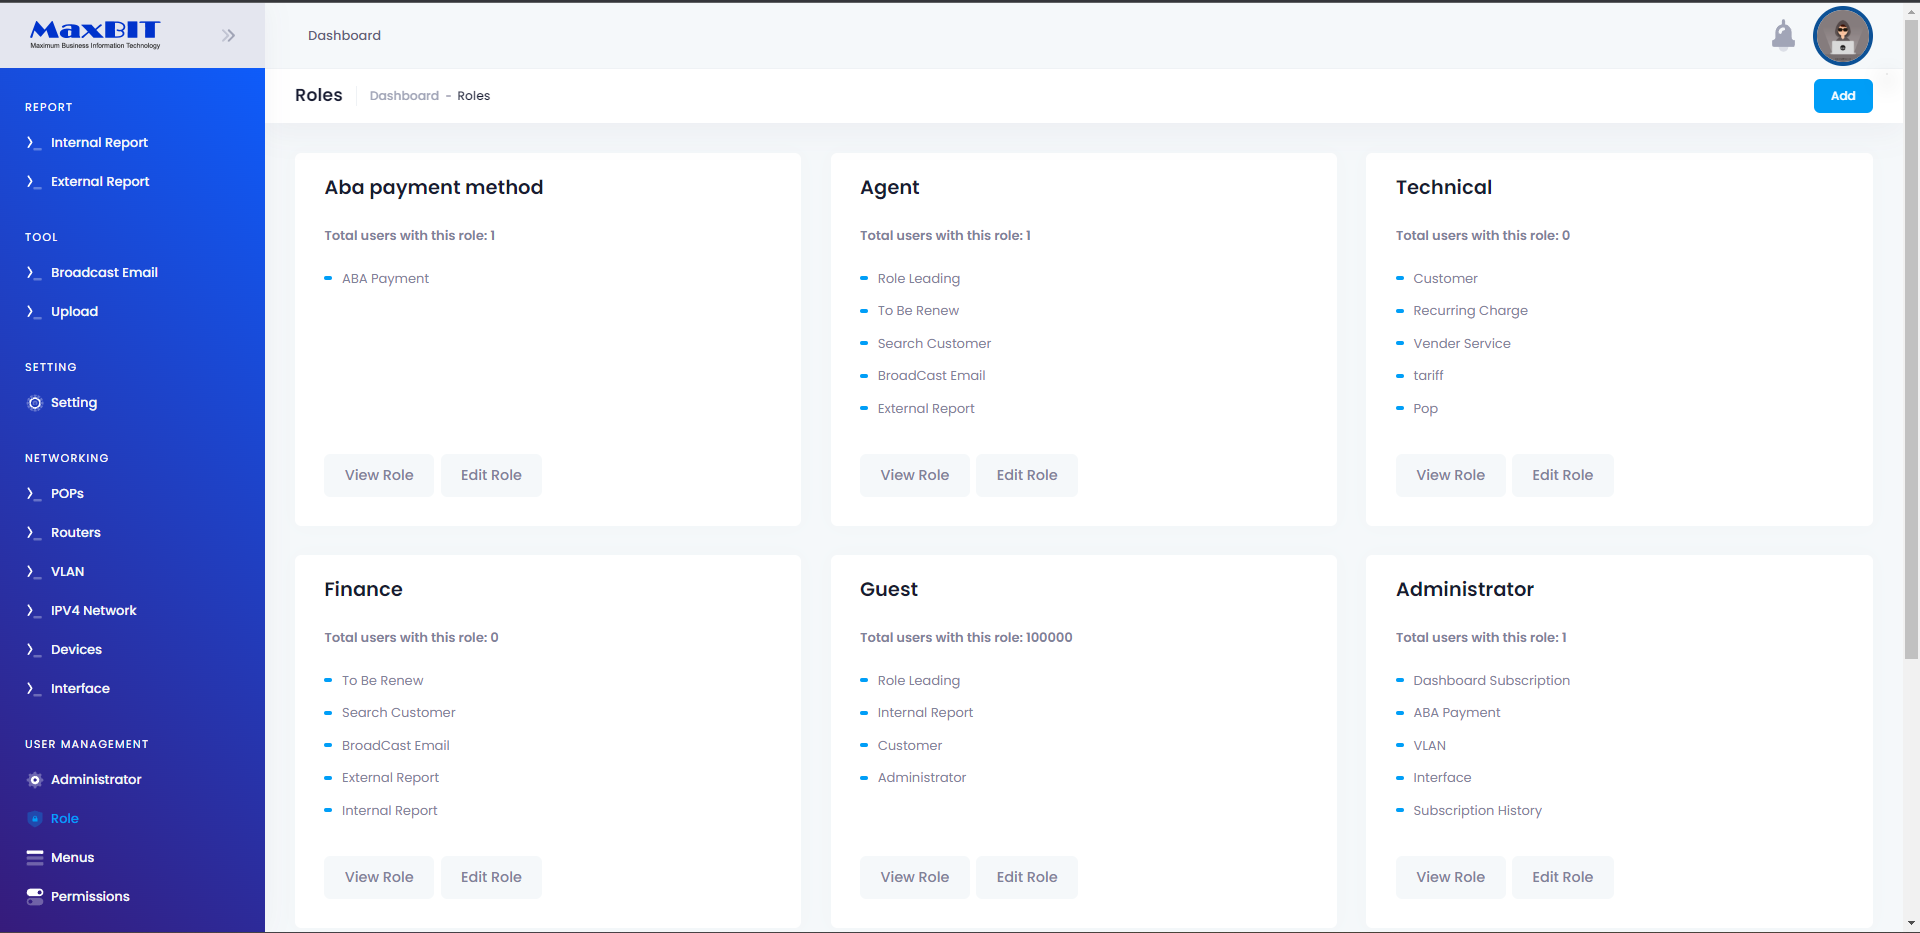 MaxBIT
Maximum Business Information Technology
Dashboard
REPORT
Internal Report
External Report
TOOL
Broadcast Email
Upload
SETTING
Setting
NETWORKING
POPs
Routers
VLAN
IPV4 Network
Devices
Interface
USER MANAGEMENT
Administrator
Role
Menus
Permissions
Roles
Dashboard - Roles
Add
Aba payment method
Total users with this role: 1
ABA Payment
View Role
Edit Role
Agent
Total users with this role: 1
Role Leading
To Be Renew
Search Customer
BroadCast Email
External Report
View Role
Edit Role
Technical
Total users with this role: 0
Customer
Recurring Charge
Vender Service
tariff
Pop
View Role
Edit Role
Finance
Total users with this role: 0
To Be Renew
Search Customer
BroadCast Email
External Report
Internal Report
View Role
Edit Role
Guest
Total users with this role: 100000
Role Leading
Internal Report
Customer
Administrator
View Role
Edit Role
Administrator
Total users with this role: 1
Dashboard Subscription
ABA Payment
VLAN
Interface
Subscription History
View Role
Edit Role